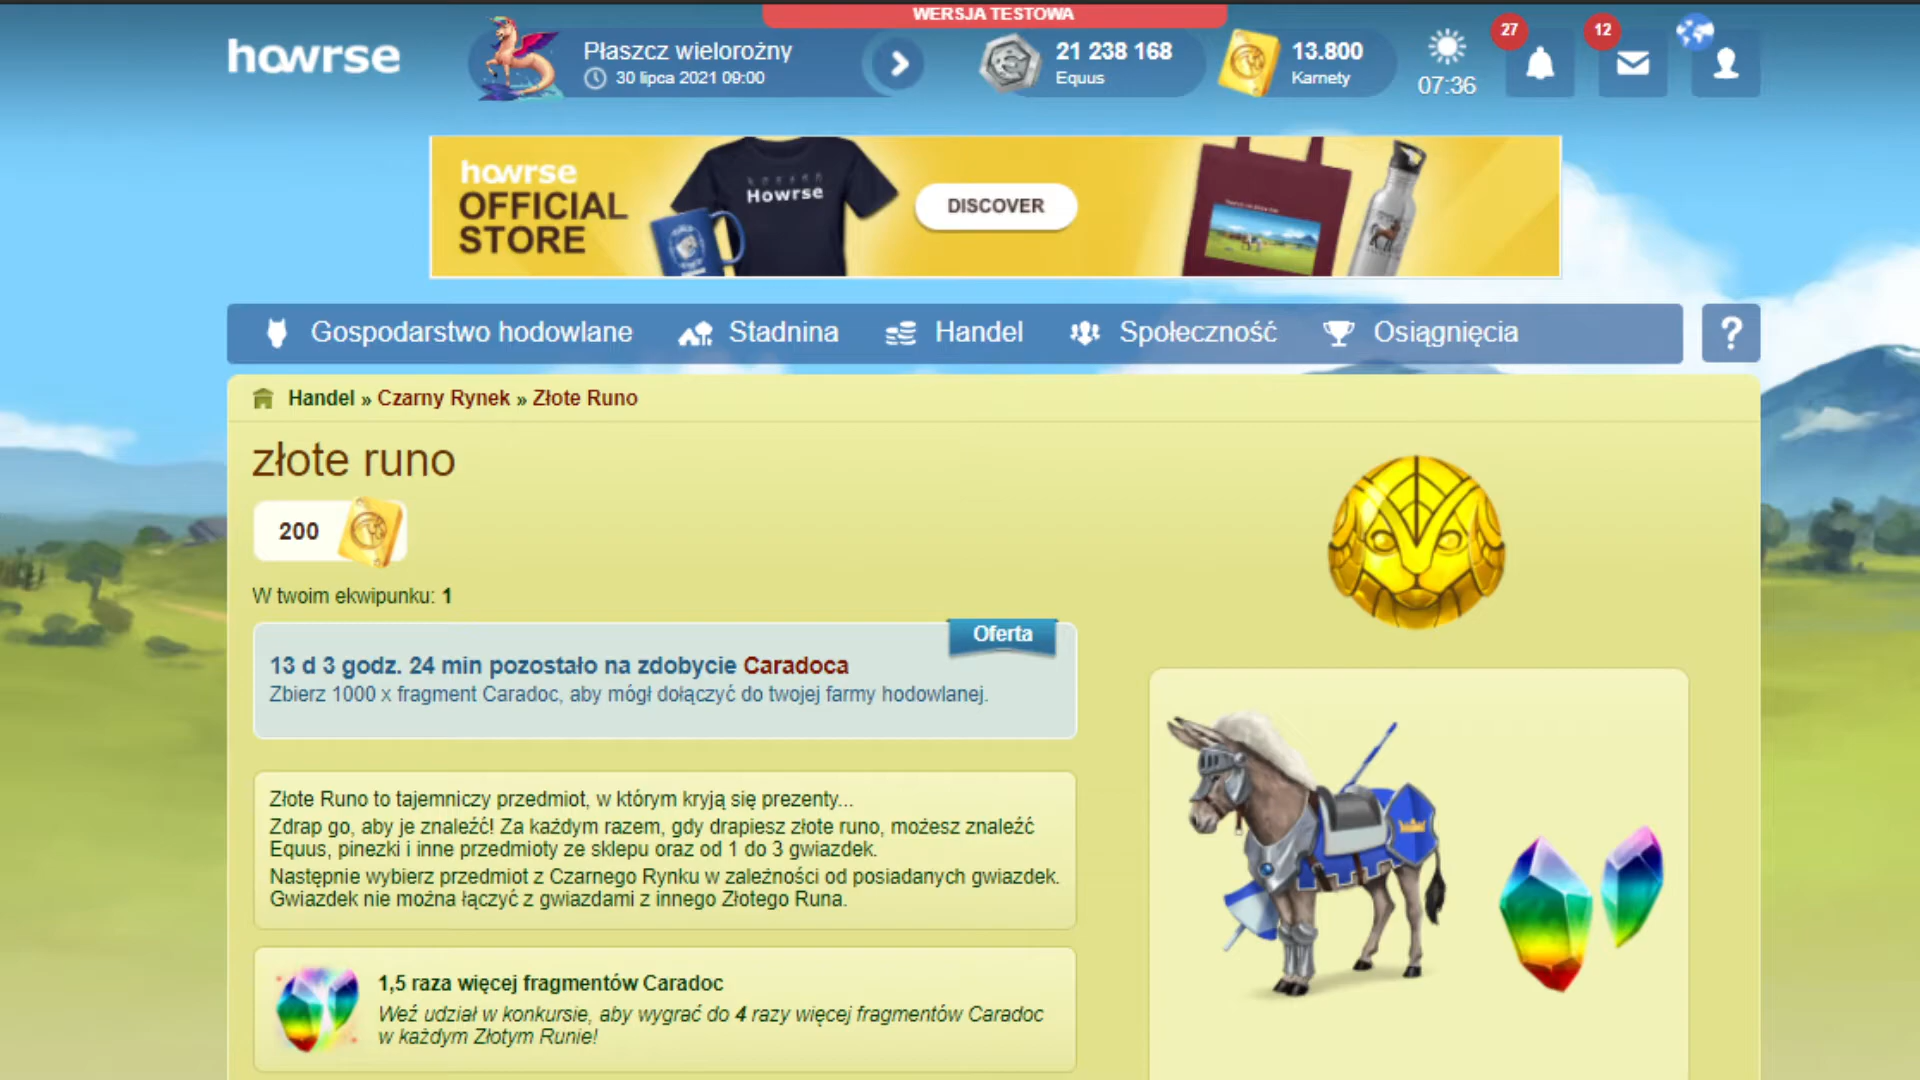 WERSJA TESTOWA
howrse
Płaszcz wielorożny
30 lipca 2021 09:00
21 238 168
Equus
13.800
Karnety
07:36
27
12
howrse
OFFICIAL
STORE
Howrse
DISCOVER
Gospodarstwo hodowlane
Stadnina
Handel
Społeczność
Osiągnięcia
?
Handel » Czarny Rynek » Złote Runo
złote runo
200
W twoim ekwipunku: 1
Oferta
13 d 3 godz. 24 min pozostało na zdobycie Caradoca
Zbierz 1000 x fragment Caradoc, aby mógł dołączyć do twojej farmy hodowlanej.
Złote Runo to tajemniczy przedmiot, w którym kryją się prezenty...
Zdrap go, aby je znaleźć! Za każdym razem, gdy drapiesz złote runo, możesz znaleźć
Equus, pinezki i inne przedmioty ze sklepu oraz od 1 do 3 gwiazdek.
Następnie wybierz przedmiot z Czarnego Rynku w zależności od posiadanych gwiazdek.
Gwiazdek nie można łączyć z gwiazdami z innego Złotego Runa.
1,5 raza więcej fragmentów Caradoc
Weź udział w konkursie, aby wygrać do 4 razy więcej fragmentów Caradoc
w każdym Złotym Runie!